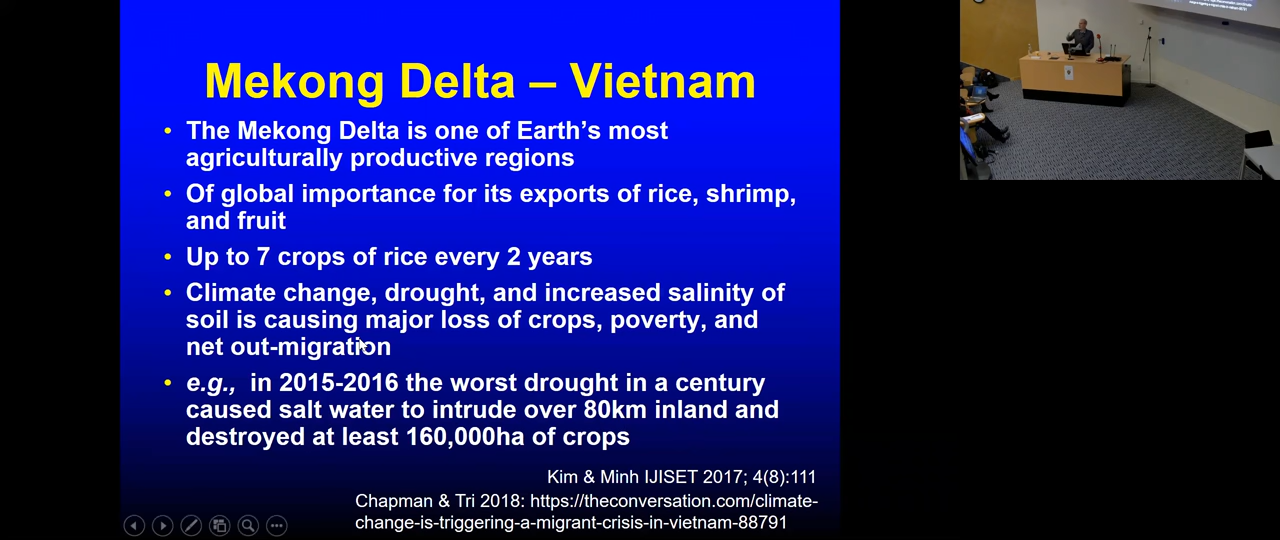 Mekong Delta – Vietnam
• The Mekong Delta is one of Earth's most
agriculturally productive regions
• Of global importance for its exports of rice, shrimp,
and fruit
• Up to 7 crops of rice every 2 years
• Climate change, drought, and increased salinity of
soil is causing major loss of crops, poverty, and
net out-migration
• e.g., in 2015-2016 the worst drought in a century
caused salt water to intrude over 80km inland and
destroyed at least 160,000ha of crops
Kim & Minh IJISET 2017; 4(8):111
Chapman & Tri 2018: https://theconversation.com/climate-
change-is-triggering-a-migrant-crisis-in-vietnam-88791